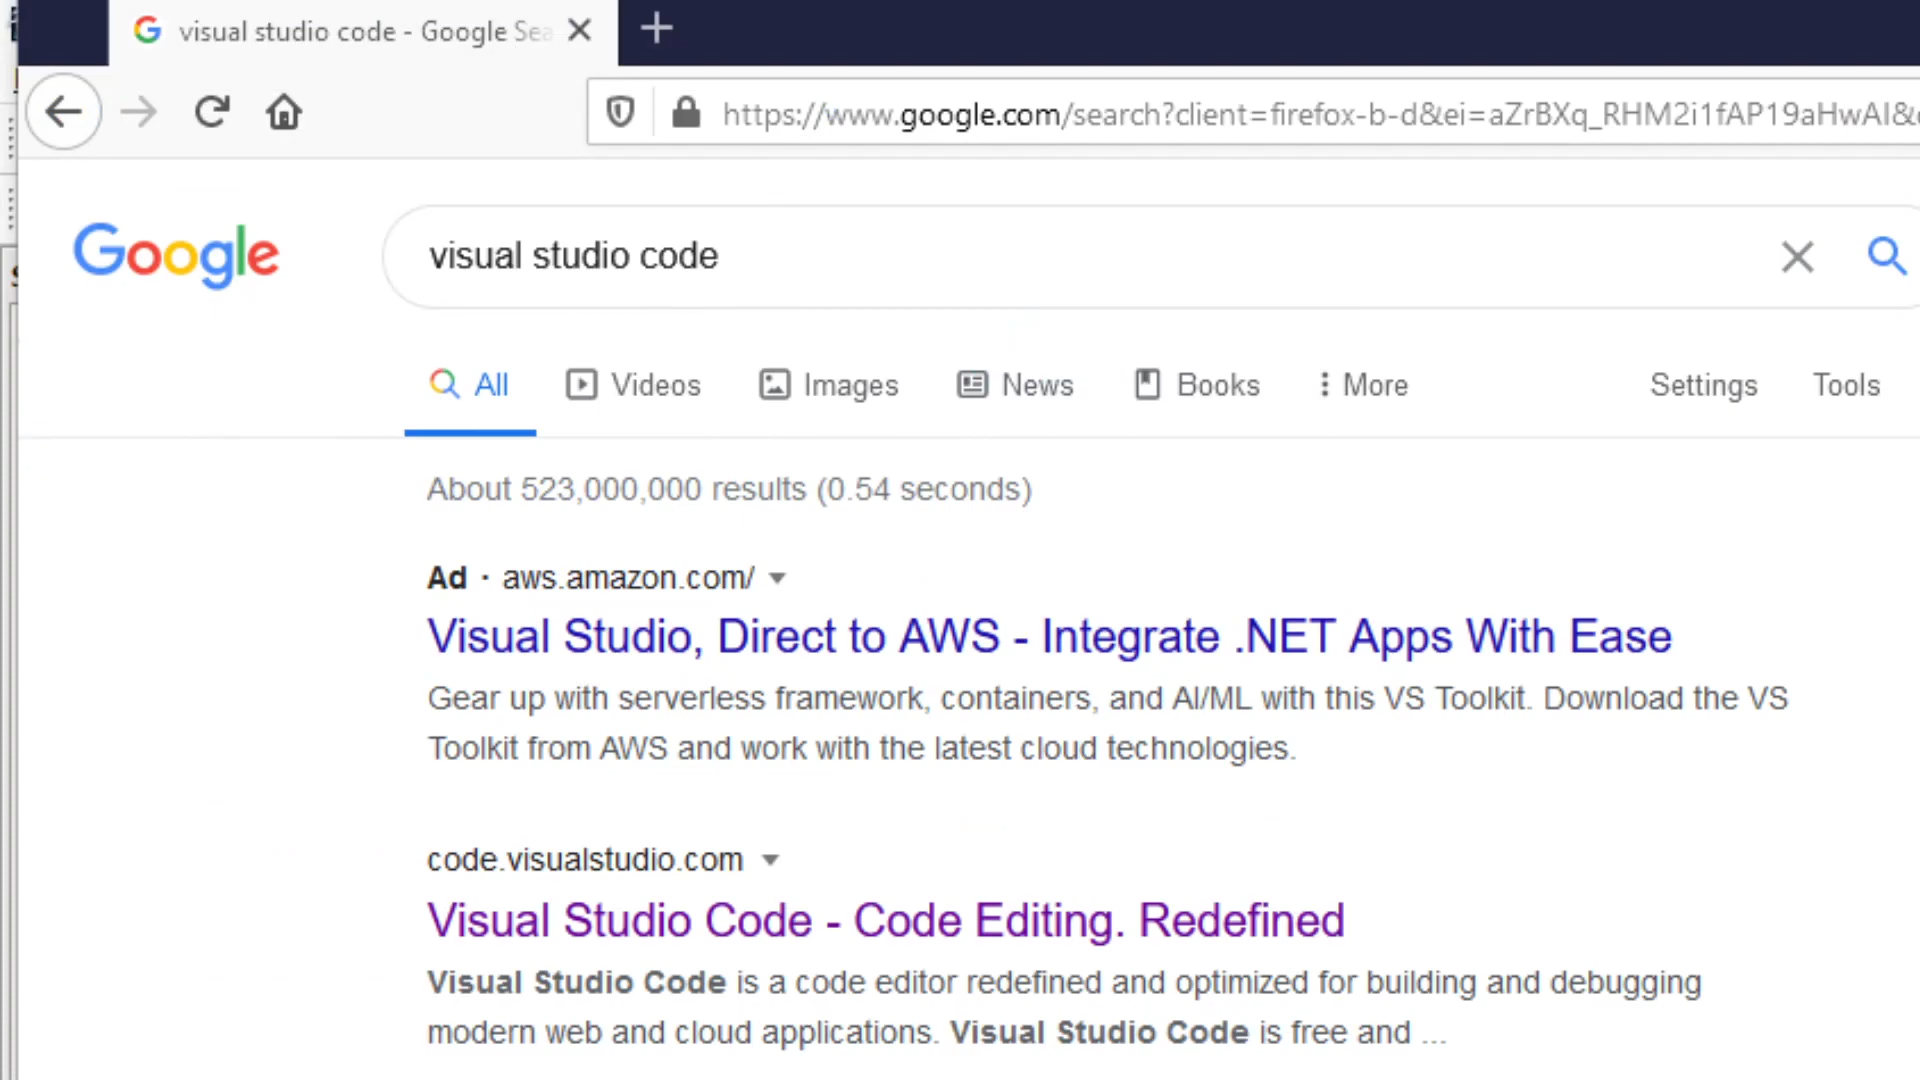 visual studio code - Google Sea
https://www.google.com/search?client=firefox-b-d&ei=aZrBXq_RHM2i1fAP19aHwAI&
Google
visual studio code
All Videos Images News Books More Settings Tools
About 523,000,000 results (0.54 seconds)
Ad · aws.amazon.com/
Visual Studio, Direct to AWS - Integrate .NET Apps With Ease
Gear up with serverless framework, containers, and AI/ML with this VS Toolkit. Download the VS
Toolkit from AWS and work with the latest cloud technologies.
code.visualstudio.com
Visual Studio Code - Code Editing. Redefined
Visual Studio Code is a code editor redefined and optimized for building and debugging
modern web and cloud applications. Visual Studio Code is free and ...